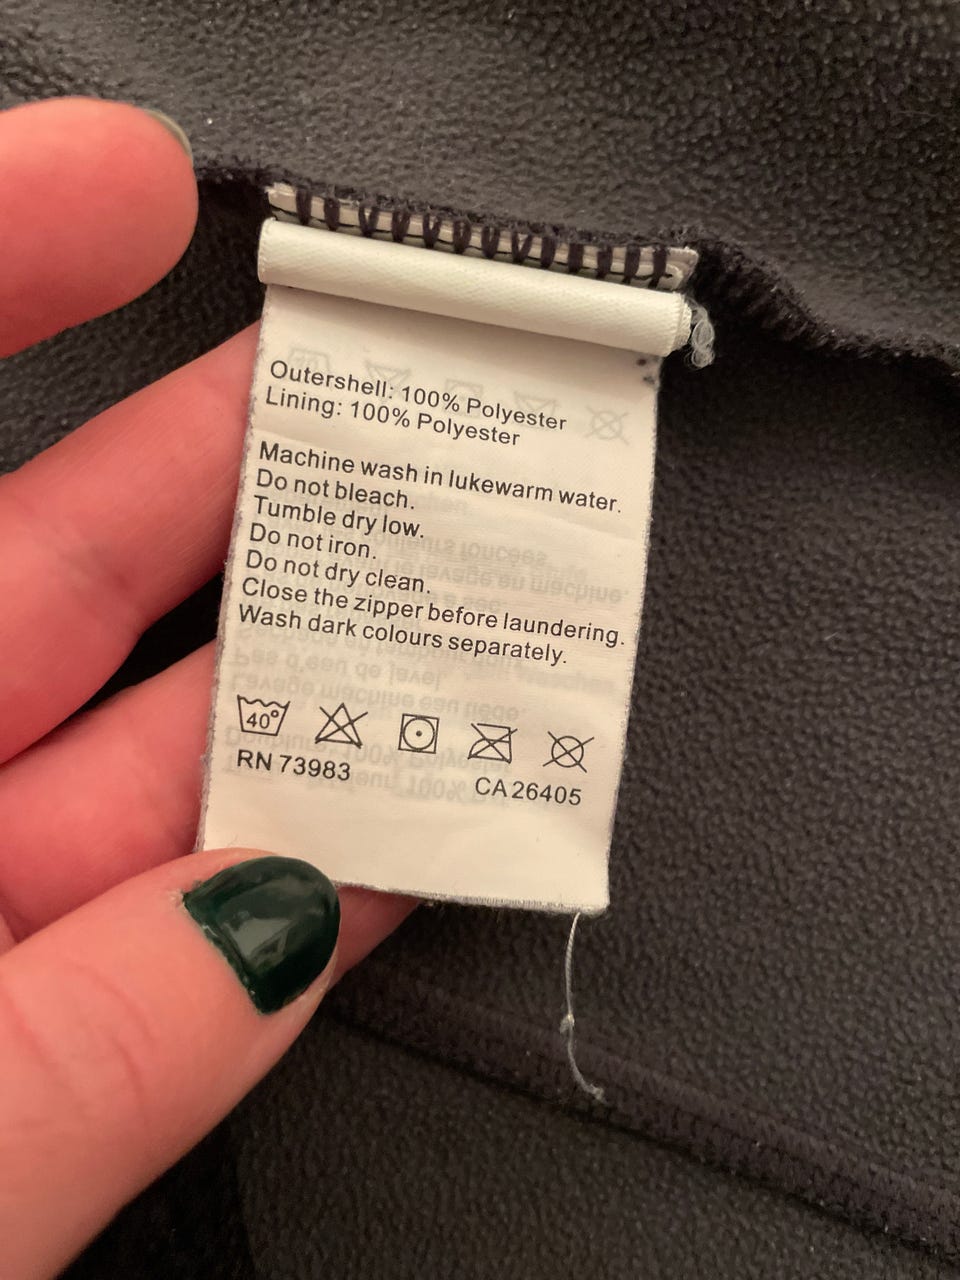 Outershell: 100% Polyester
Lining: 100% Polyester
Machine wash in lukewarm water.
Do not bleach.
Tumble dry low.
Do not iron.
Do not dry clean.
Close the zipper before laundering.
Wash dark colours separately.
40°
RN 73983
CA 26405